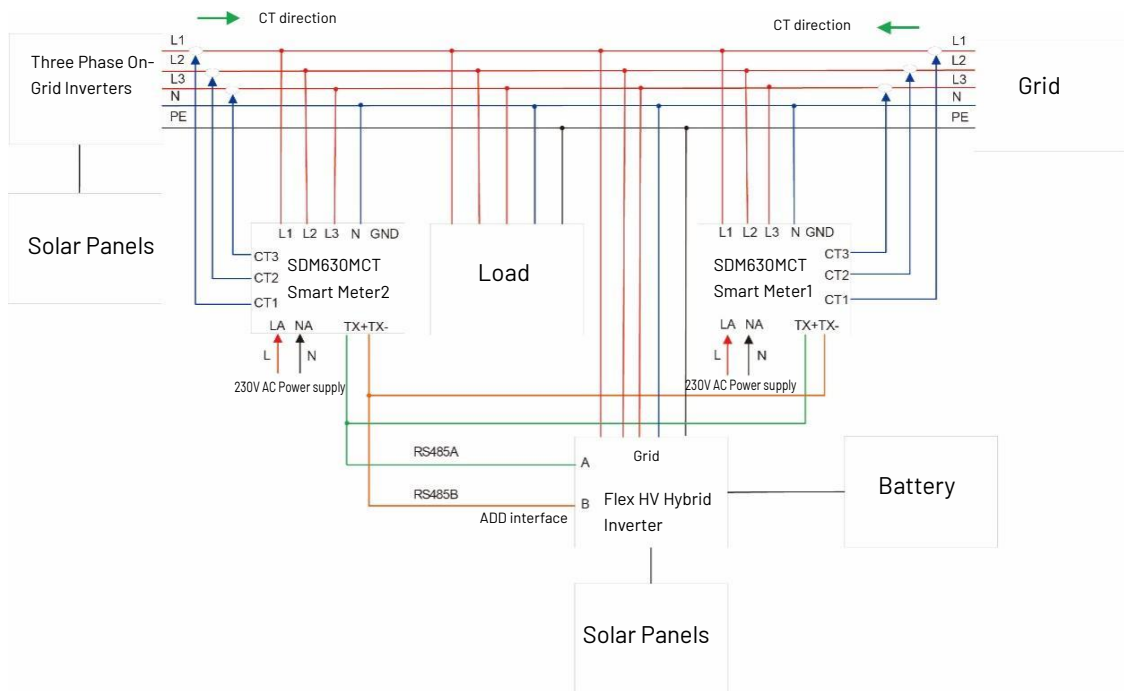 CT direction
CT direction
L1
L2
L3
N
PE
Three Phase On-
Grid Inverters
L1
L2
L3
N
PE
Grid
Solar Panels
L1 L2 L3 N GND
CT3
CT2
CT1
SDM630MCT
Smart Meter2
LA NA
TX+TX-
L
N
230V AC Power supply
Load
L1 L2 L3 N GND
SDM630MCT
Smart Meter1
CT3
CT2
CT1
LA NA
TX+TX-
L
N
230V AC Power supply
RS485A
A
Grid
RS485B
B
ADD interface
Flex HV Hybrid
Inverter
Battery
Solar Panels